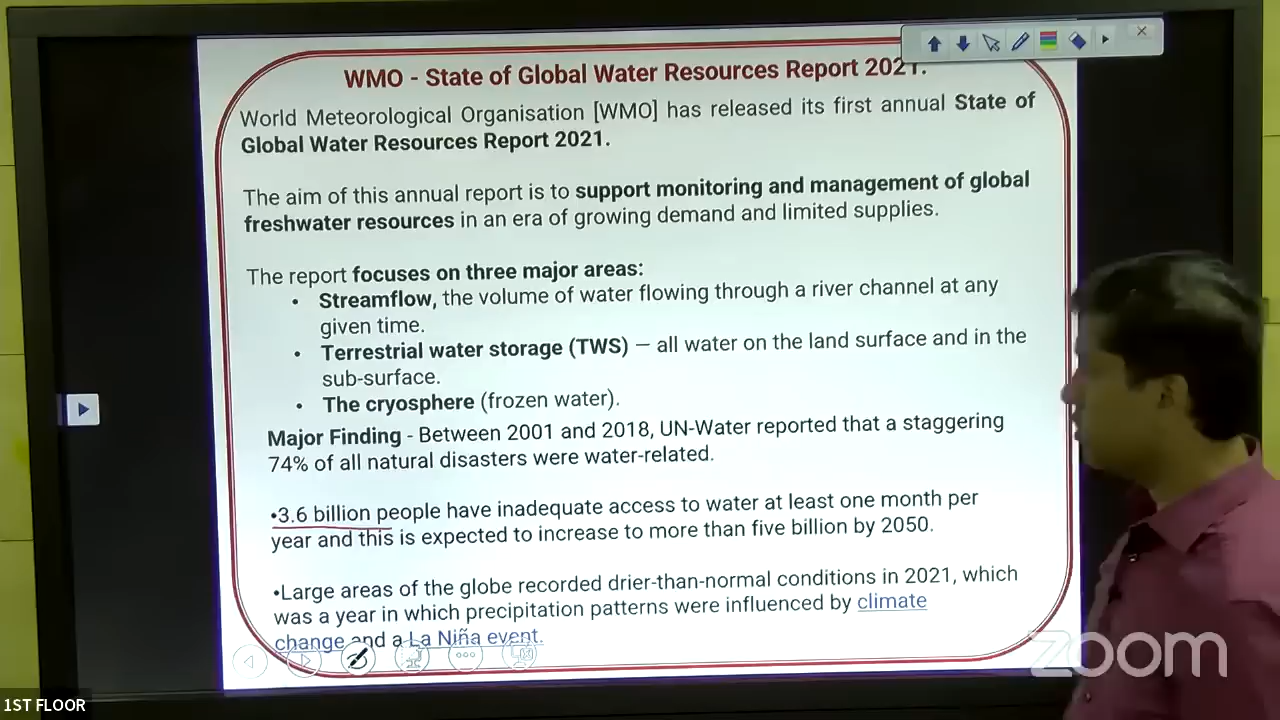 WMO - State of Global Water Resources Report 2021.
World Meteorological Organisation [WMO] has released its first annual State of
Global Water Resources Report 2021.
The aim of this annual report is to support monitoring and management of global
freshwater resources in an era of growing demand and limited supplies.
The report focuses on three major areas:
• Streamflow, the volume of water flowing through a river channel at any
given time.
• Terrestrial water storage (TWS) – all water on the land surface and in the
sub-surface.
• The cryosphere (frozen water).
Major Finding - Between 2001 and 2018, UN-Water reported that a staggering
74% of all natural disasters were water-related.
•3.6 billion people have inadequate access to water at least one month per
year and this is expected to increase to more than five billion by 2050.
•Large areas of the globe recorded drier-than-normal conditions in 2021, which
was a year in which precipitation patterns were influenced by climate
change and a La Niña event.
zoom
1ST FLOOR